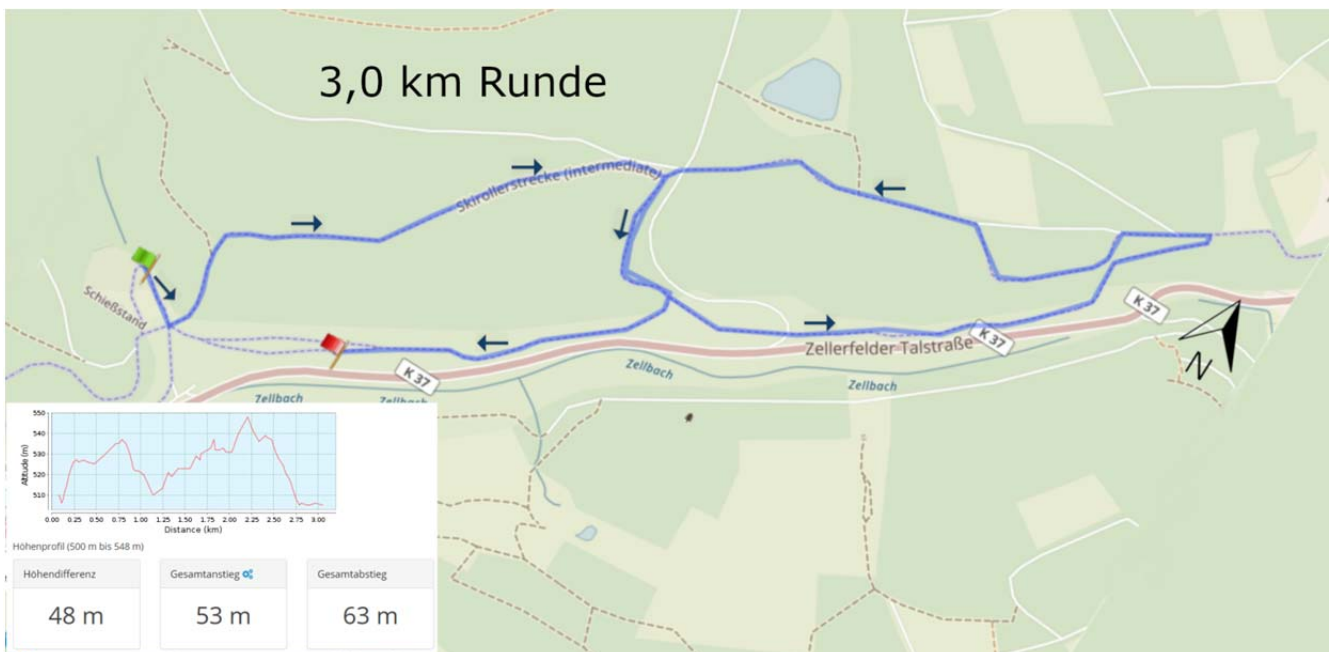 3,0 km Runde
Skirollerstrecke (intermediate)
Schießstand
K 37
K 37
K 37
Zellerfelder Talstraße
N
Zellbach
Zellbach
Zellbach
550
540
530
520
510
Altitude (m)
0.00 0.25 0.50 0.75 1.00 1.25 1.50 1.75 2.00 2.25 2.50 2.75 3.00
Distance (km)
Höhenprofil (500 m bis 548 m)
Höhendifferenz
48 m
Gesamtanstieg
53 m
Gesamtabstieg
63 m